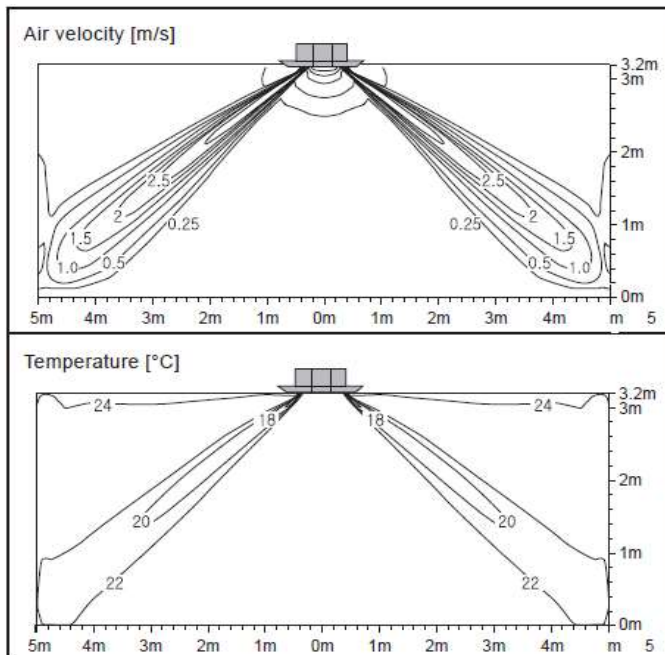 Air velocity [m/s]
3.2m
3m
2m
2.5 2.5
2 2
1.5 0.25 0.25 1.5
1m
1.0 0.5 0.5 1.0
0m
5m 4m 3m 2m 1m 0m 1m 2m 3m 4m 5
Temperature [°C]
3.2m
24 24
3m
18 18
2m
20 20
1m
22 22
0m
5m 4m 3m 2m 1m 0m 1m 2m 3m 4m 5